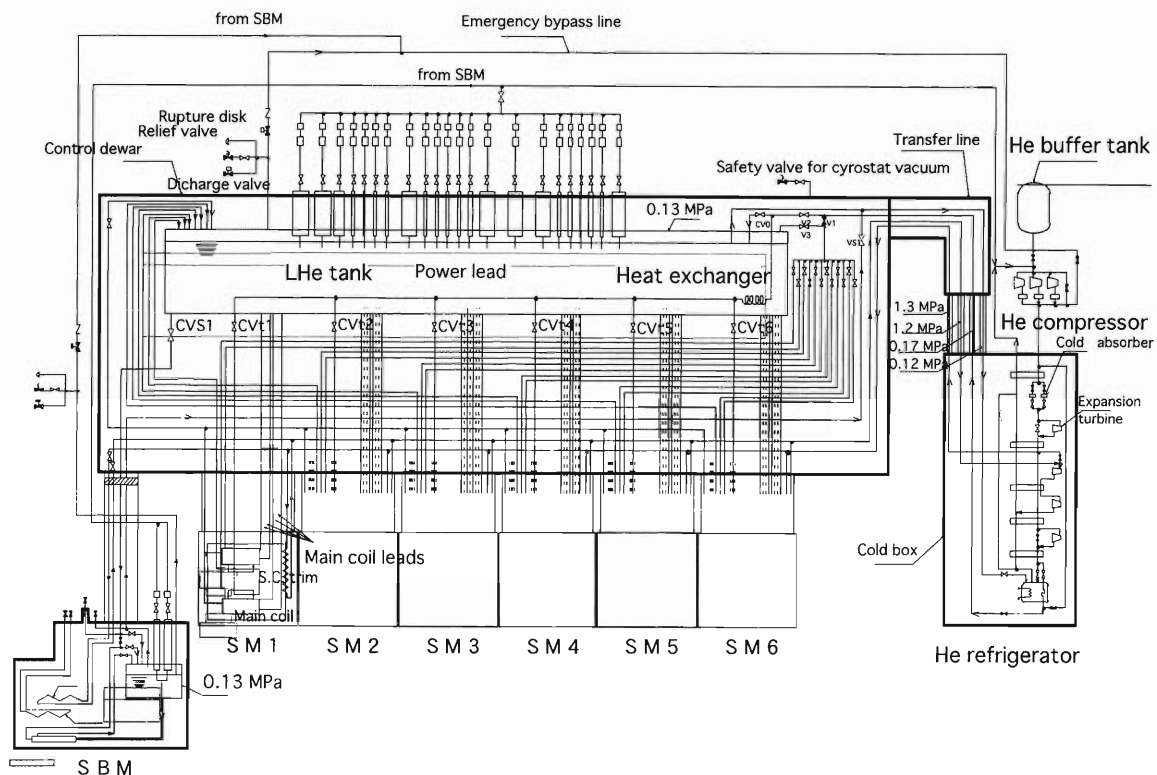 from SBM
Emergency bypass line
from SBM
Rupture disk
Relief valve
Control dewar
Dicharge valve
Transfer line
Safety valve for cyrostat vacuum
He buffer tank
0.13 MPa
CV0
V2
V1
V3
VS1
LHe tank
Power lead
Heat exchanger
CVS1
CVt1
CVt2
CVt3
CVt4
CVt5
CVt6
1.3 MPa
1.2 MPa
0.17 MPa
0.12 MPa
He compressor
Cold absorber
Expansion
turbine
Main coil leads
S.C. trim
Main coil
Cold box
SM1
SM2
SM3
SM4
SM5
SM6
He refrigerator
0.13 MPa
SBM